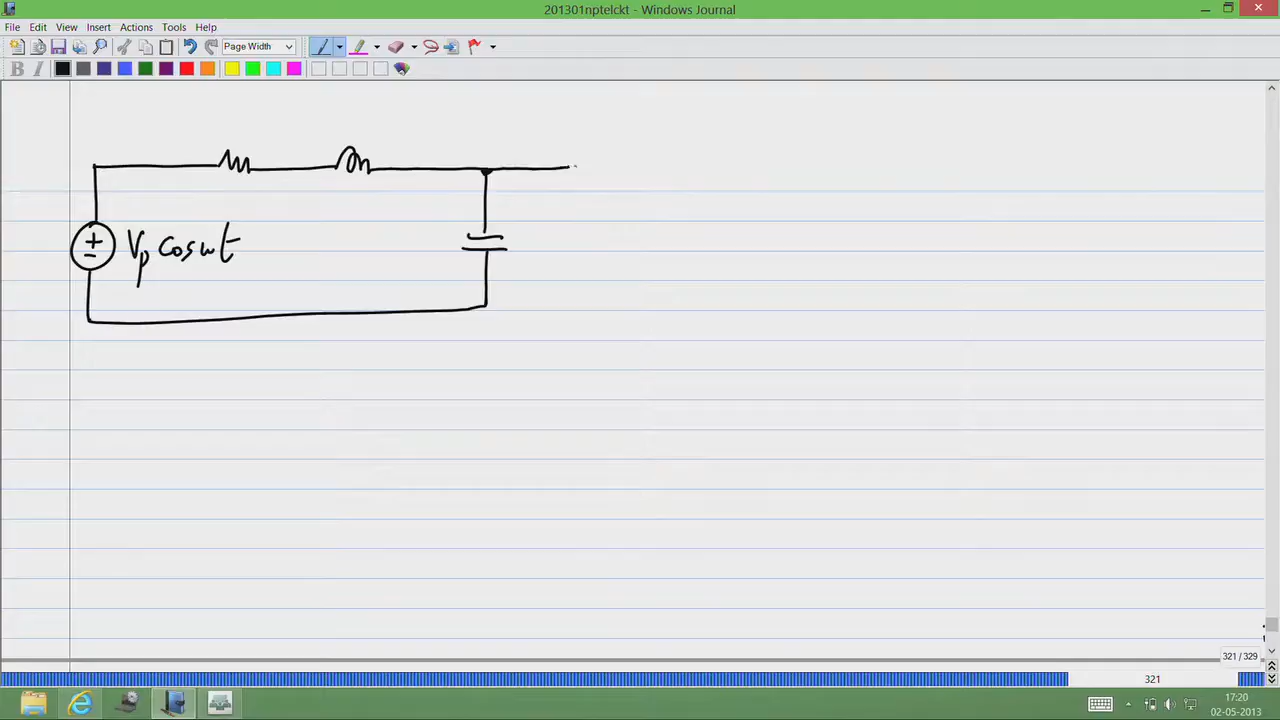 201301nptelckt - Windows Journal
File Edit View Insert Actions Tools Help
Page Width
B I
+
- Vp cos ωt
321 / 329
321
17:20
02-05-2013